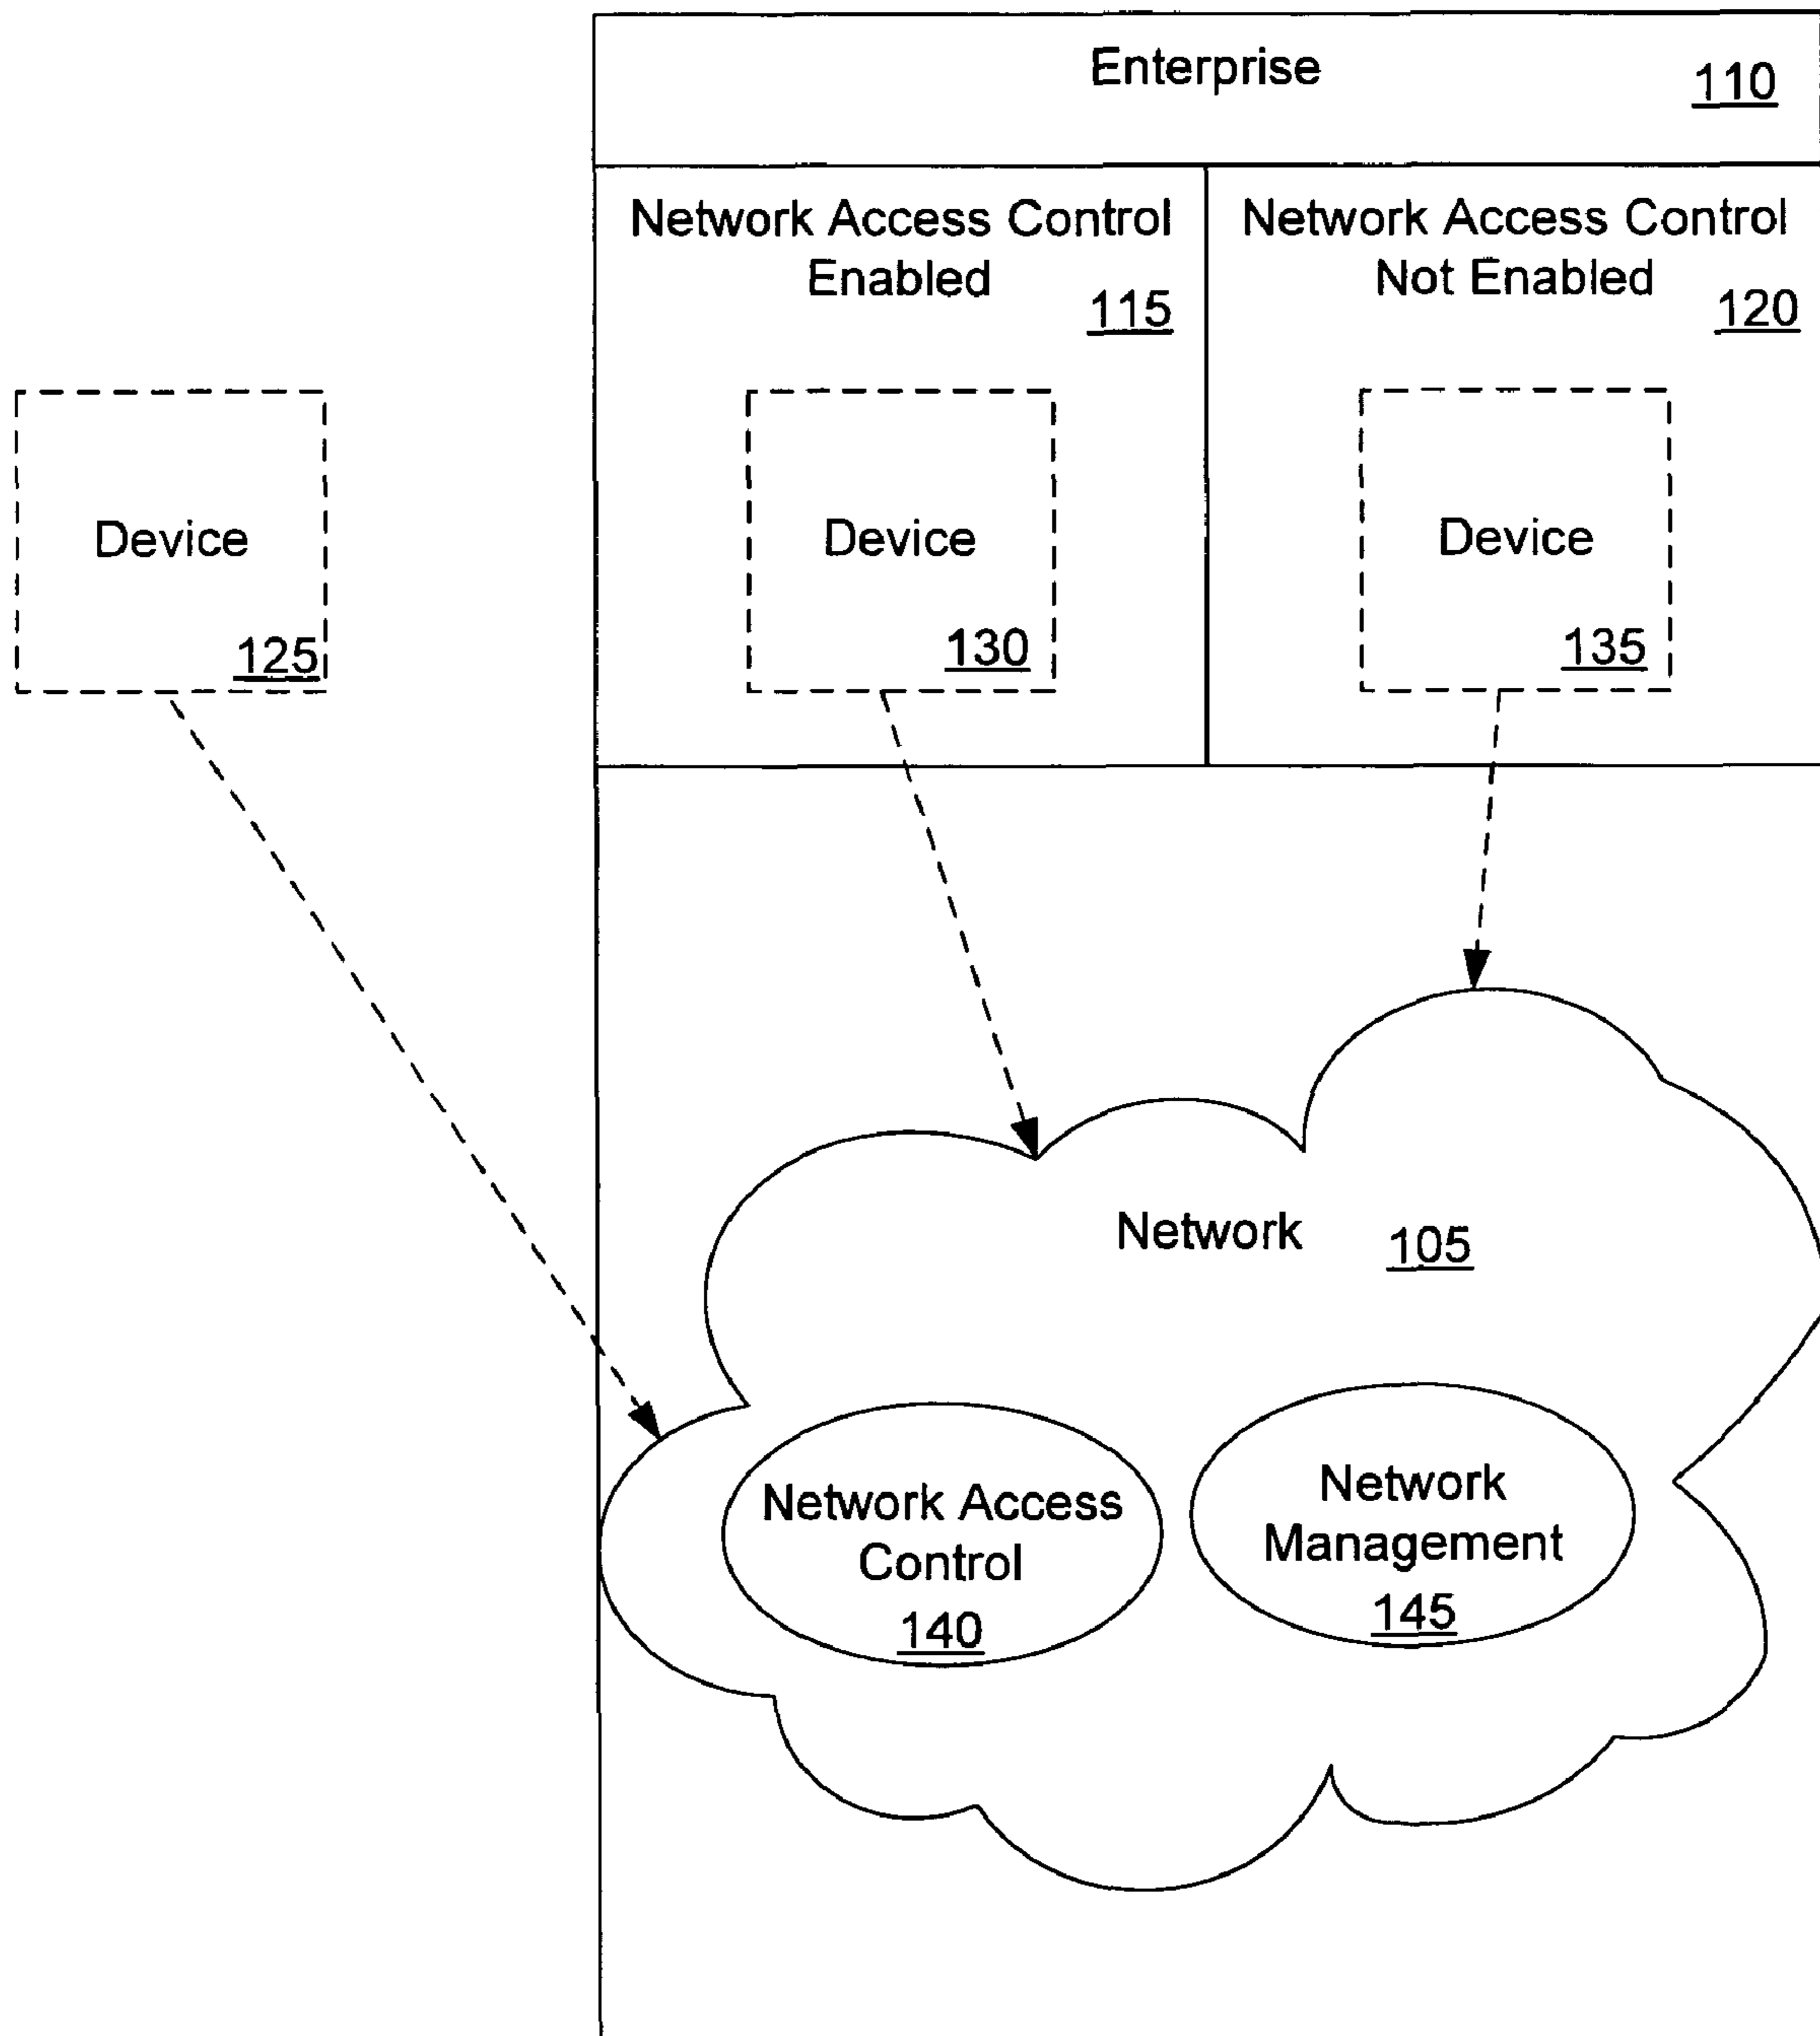 Enterprise
110
Network Access Control
Enabled
115
Network Access Control
Not Enabled
120
Device
125
Device
130
Device
135
Network
105
Network Access
Control
140
Network
Management
145